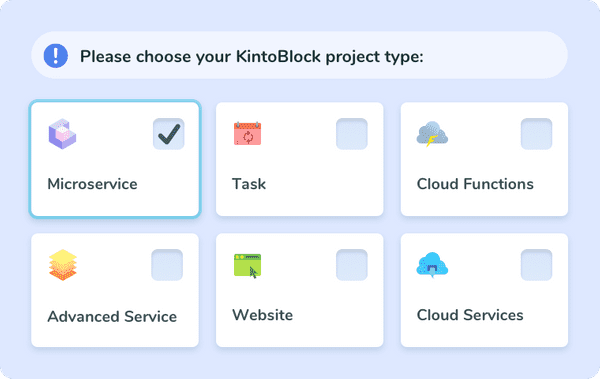 Please choose your KintoBlock project type:
Microservice
Task
Cloud Functions
Advanced Service
Website
Cloud Services